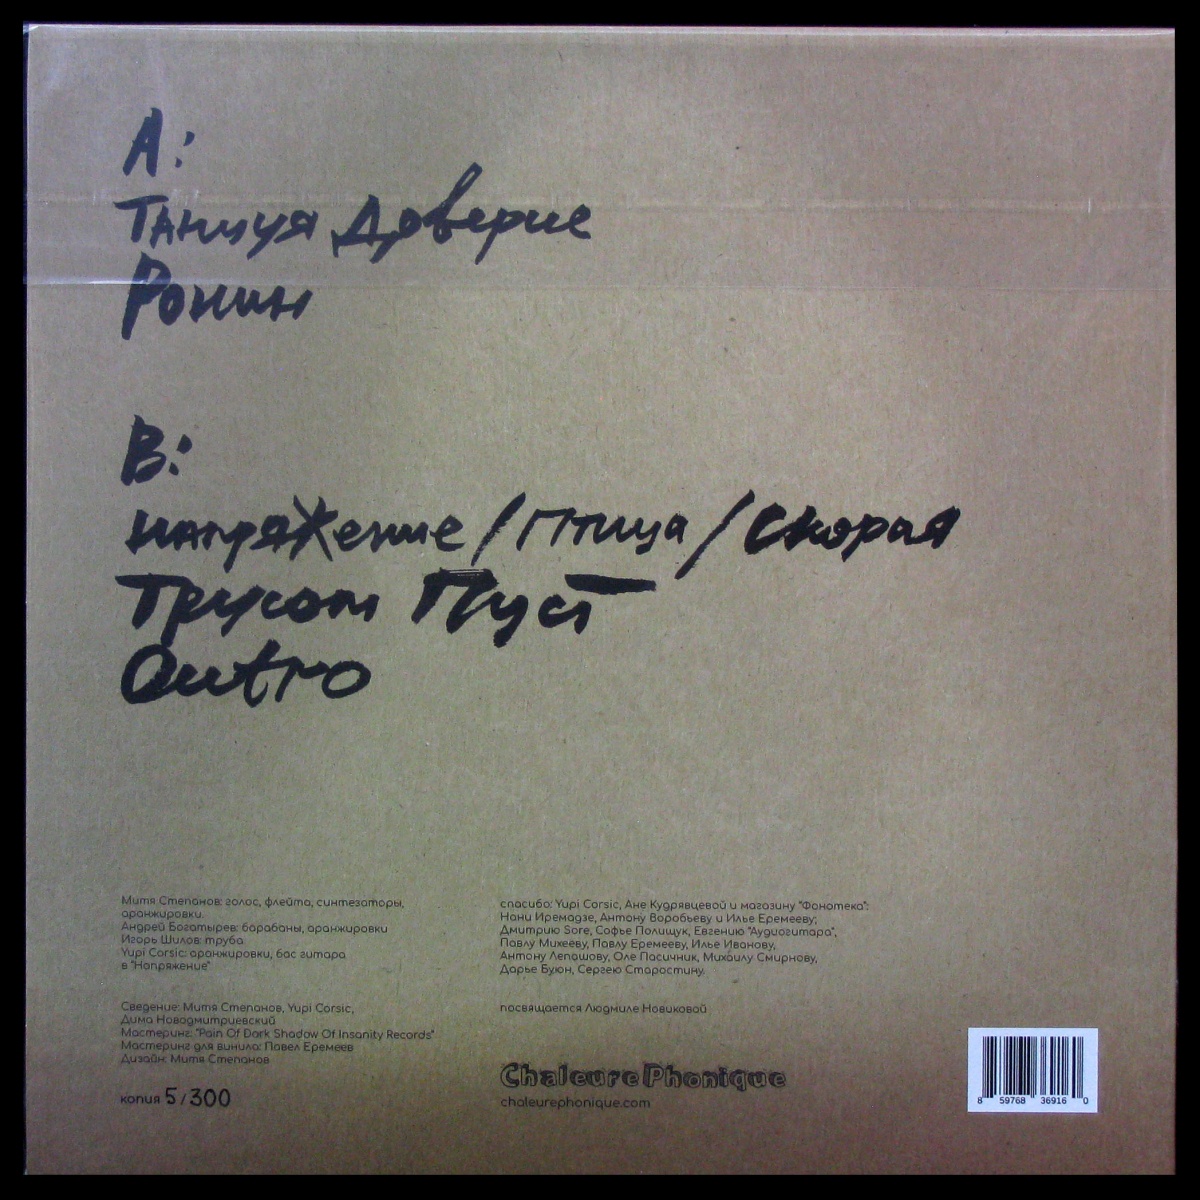 A:
Танцуя Доверие
Ронин
B:
Напряжение / Птица / Скорая
Трусом Пуст
Outro
Митя Степанов: голос, флейта, синтезаторы,
аранжировки.
Андрей Богатырев: барабаны, аранжировки
Игорь Шилов: труба
Yupi Corsic: аранжировки, бас гитара
в "Напряжение"
Сведение: Митя Степанов, Yupi Corsic,
Дима Новодмитриевский
Мастеринг: "Pain Of Dark Shadow Of Insanity Records"
Мастеринг для винила: Павел Еремеев
Дизайн: Митя Степанов
копия 5 / 300
спасибо: Yupi Corsic, Ане Кудрявцевой и магазину "Фонотека";
Нани Иремадзе, Антону Воробьеву и Илье Еремееву;
Дмитрию Sore, Софье Полищук, Евгению "Аудиогитара",
Павлу Михееву, Павлу Еремееву, Илье Иванову,
Антону Лепашову, Оле Пасичник, Михаилу Смирнову,
Дарье Буюн, Сергею Старостину.
посвящается Людмиле Новиковой
Chaleure Phonique
chaleurephonique.com
8 59768 36916 0